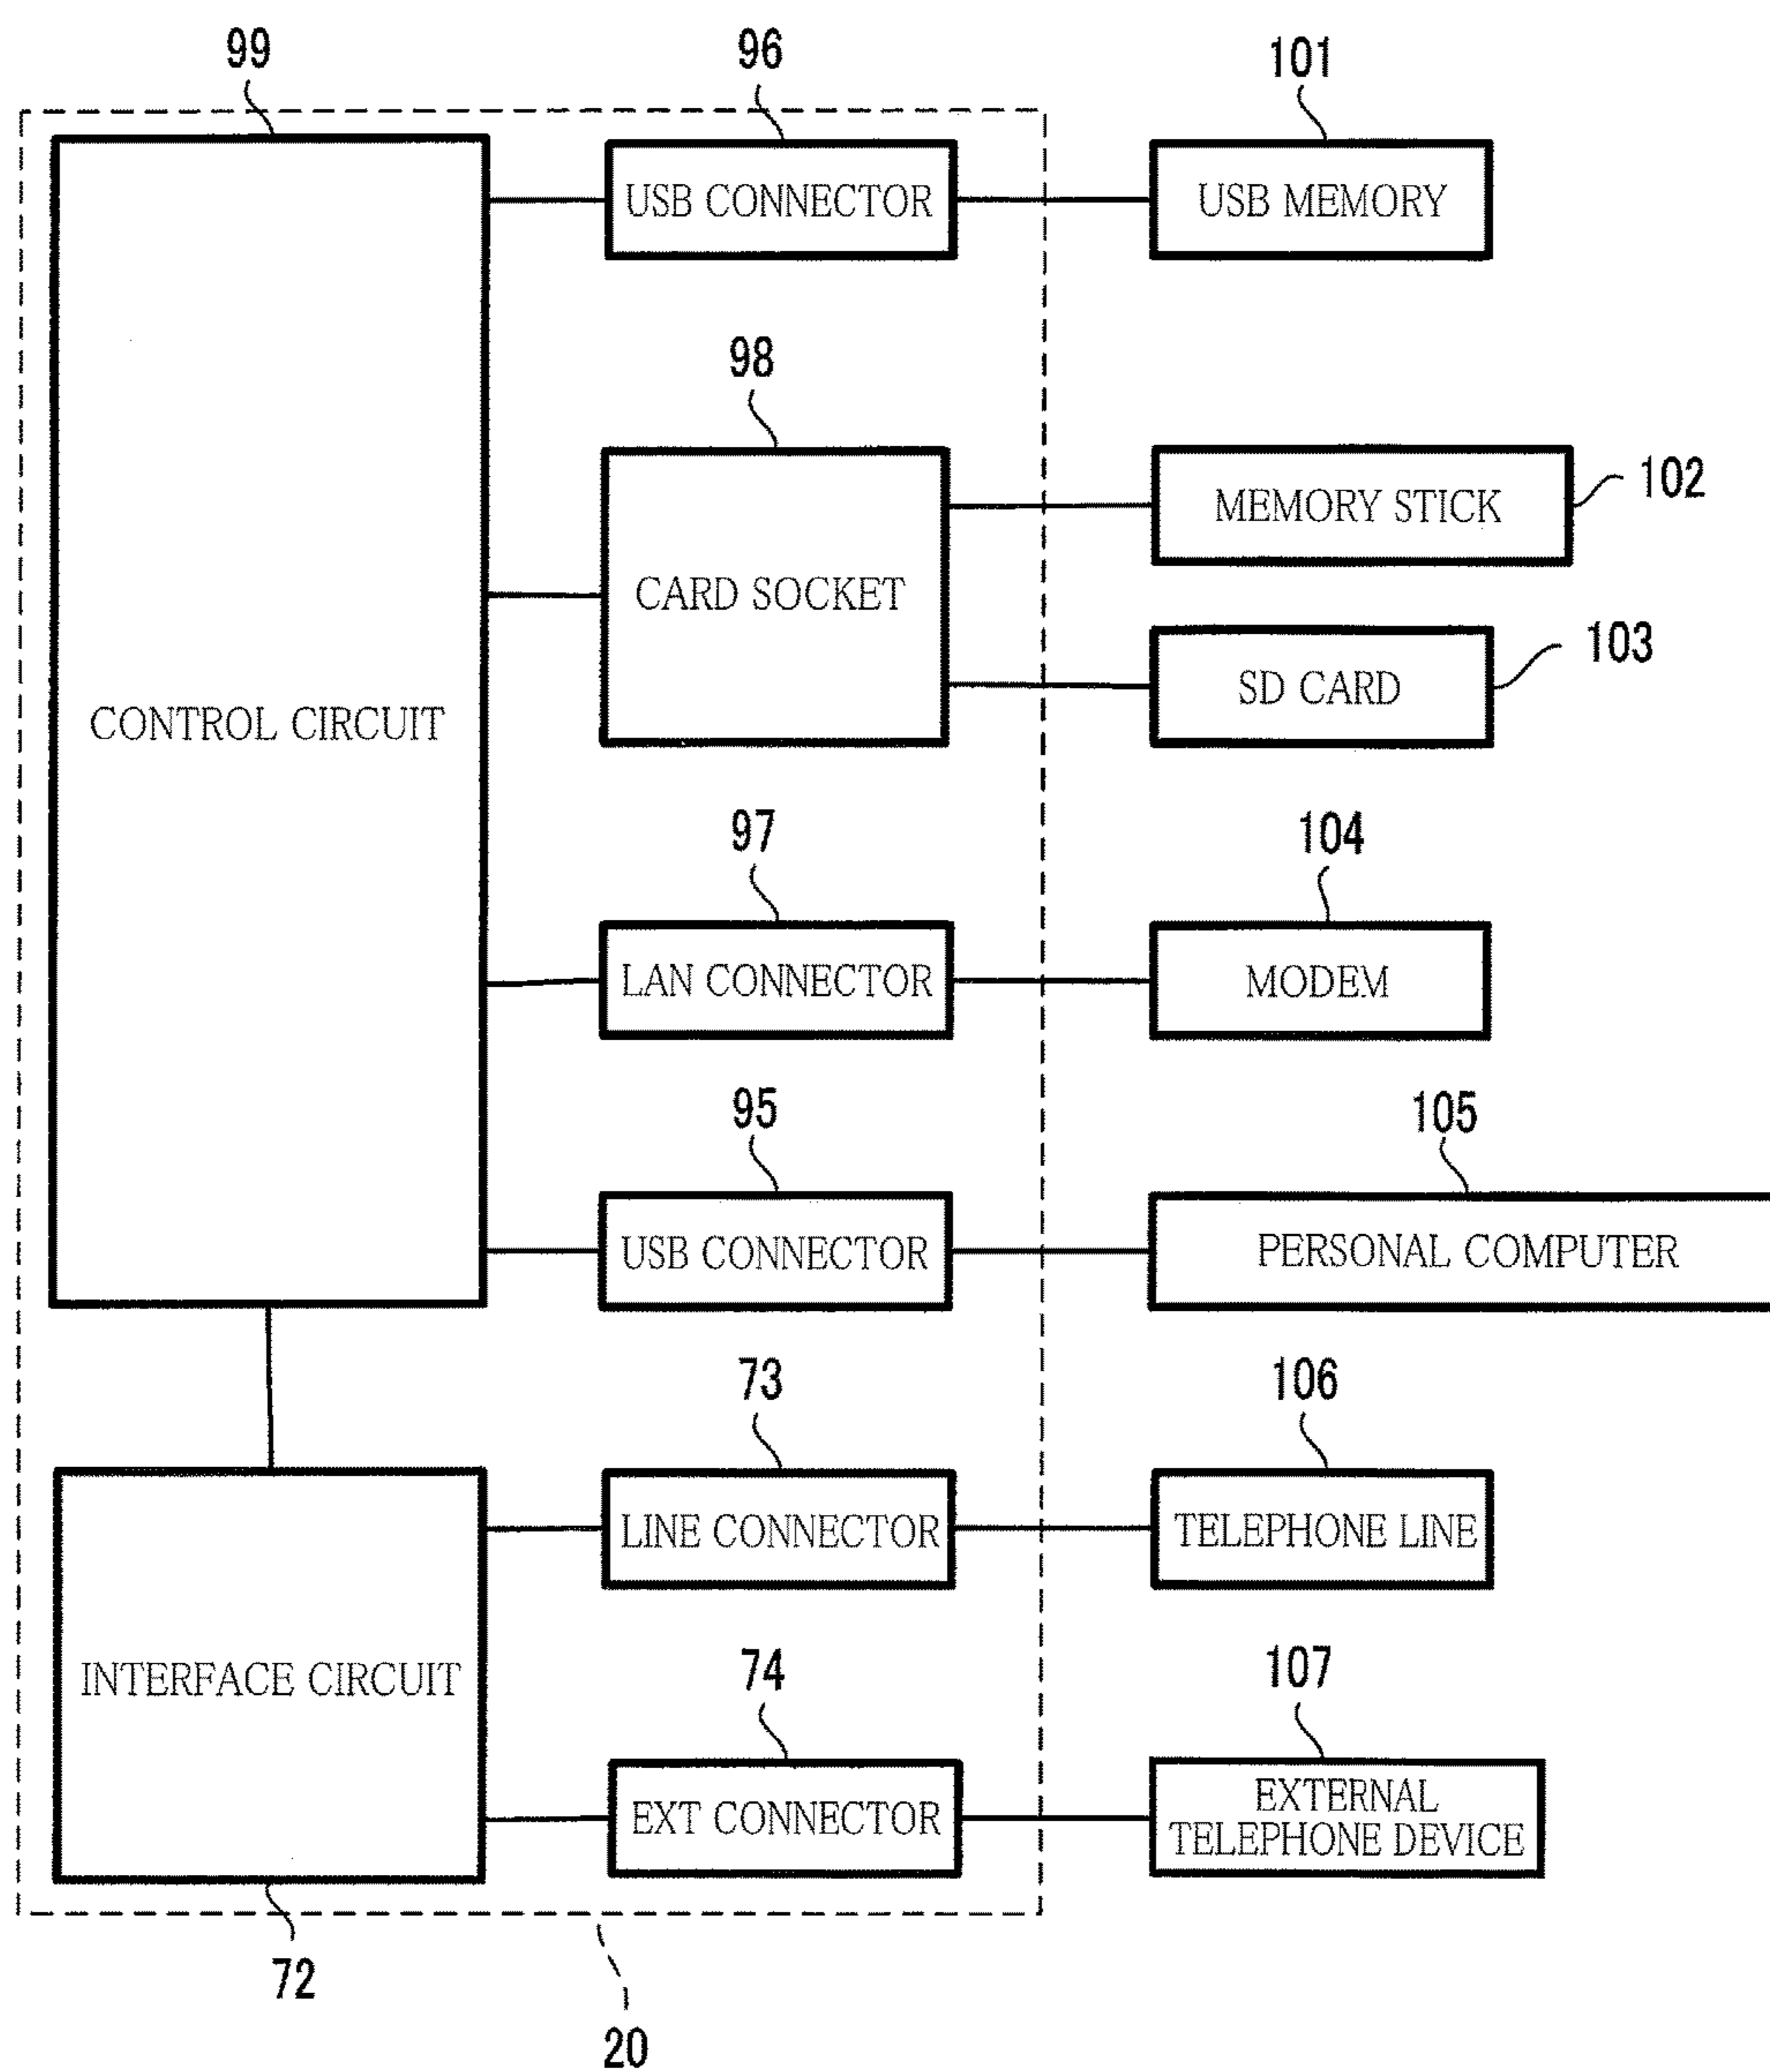 99
96
101
USB CONNECTOR
USB MEMORY
98
MEMORY STICK
102
CARD SOCKET
103
SD CARD
CONTROL CIRCUIT
97
104
LAN CONNECTOR
MODEM
95
105
USB CONNECTOR
PERSONAL COMPUTER
73
106
LINE CONNECTOR
TELEPHONE LINE
INTERFACE CIRCUIT
74
107
EXT CONNECTOR
EXTERNAL
TELEPHONE DEVICE
72
20